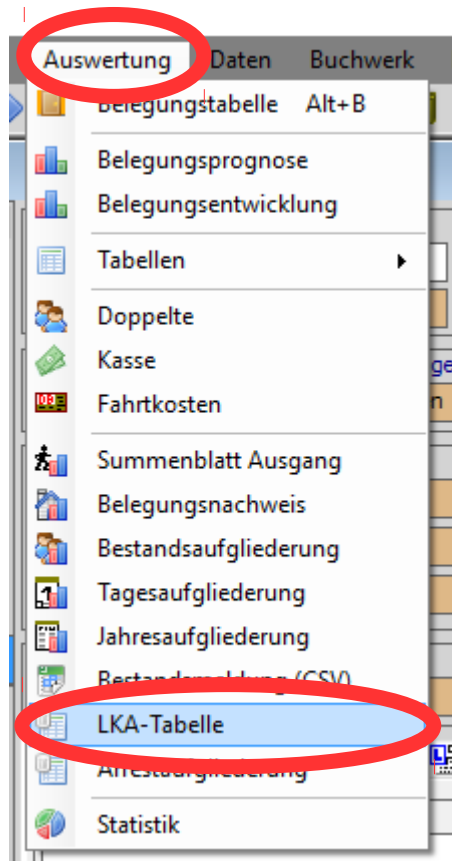 Auswertung Daten Buchwerk
Belegungstabelle Alt+B
Belegungsprognose
Belegungsentwicklung
Tabellen
Doppelte
Kasse
Fahrtkosten
Summenblatt Ausgang
Belegungsnachweis
Bestandsaufgliederung
Tagesaufgliederung
Jahresaufgliederung
Bestandsmeldung (CSV)
LKA-Tabelle
Arrestaufgliederung
Statistik